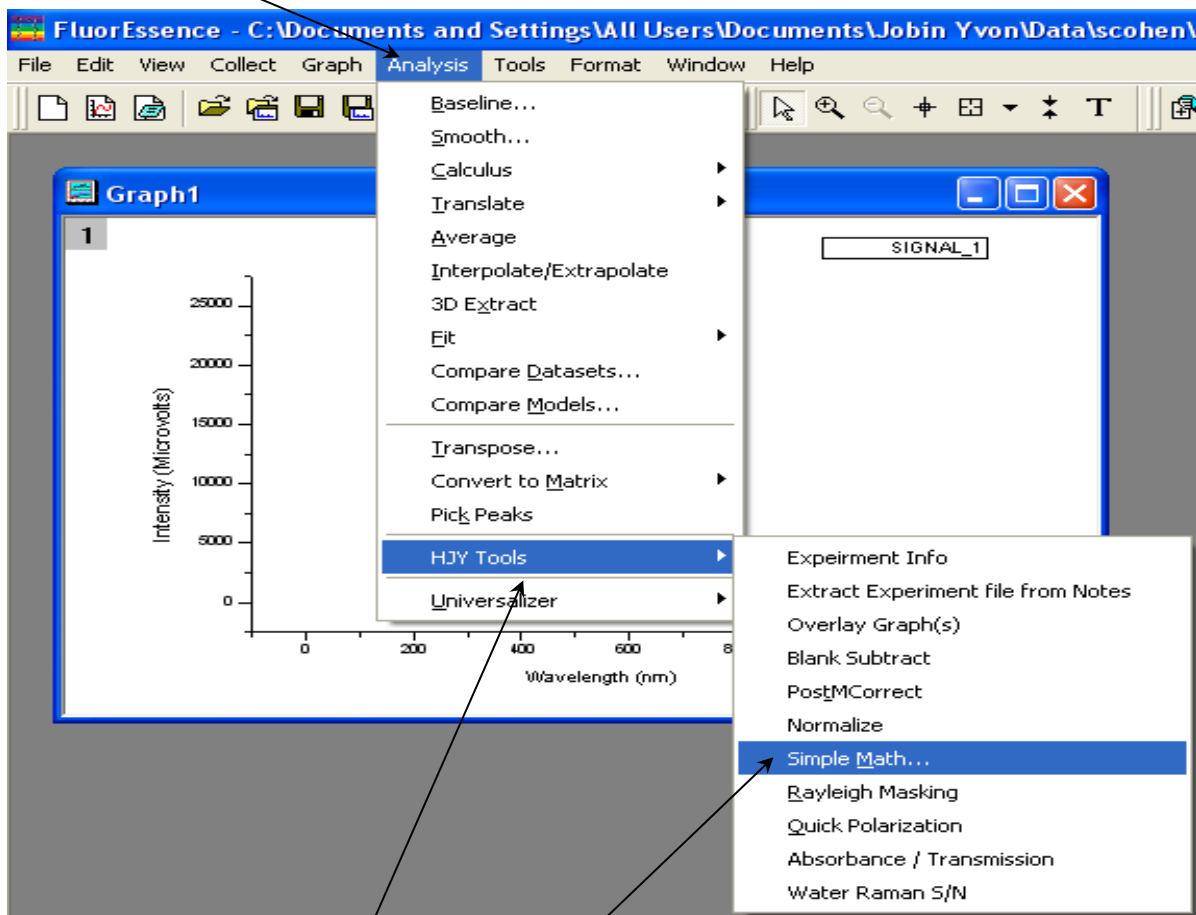 FluorEssence - C:\Documents and Settings\All Users\Documents\Jobin Yvon\Data\scohen\
File Edit View Collect Graph Analysis Tools Format Window Help
T
Graph1
1
SIGNAL_1
Baseline...
Smooth...
Calculus
Translate
Average
Interpolate/Extrapolate
3D Extract
Fit
Compare Datasets...
Compare Models...
Transpose...
Convert to Matrix
Pick Peaks
HJY Tools
Universalizer
Expeirment Info
Extract Experiment file from Notes
Overlay Graph(s)
Blank Subtract
PostMCorrect
Normalize
Simple Math...
Rayleigh Masking
Quick Polarization
Absorbance / Transmission
Water Raman S/N
Intensity (Microvolts)
25000
20000
15000
10000
5000
0
0 200 400 600 8
Wavelength (nm)